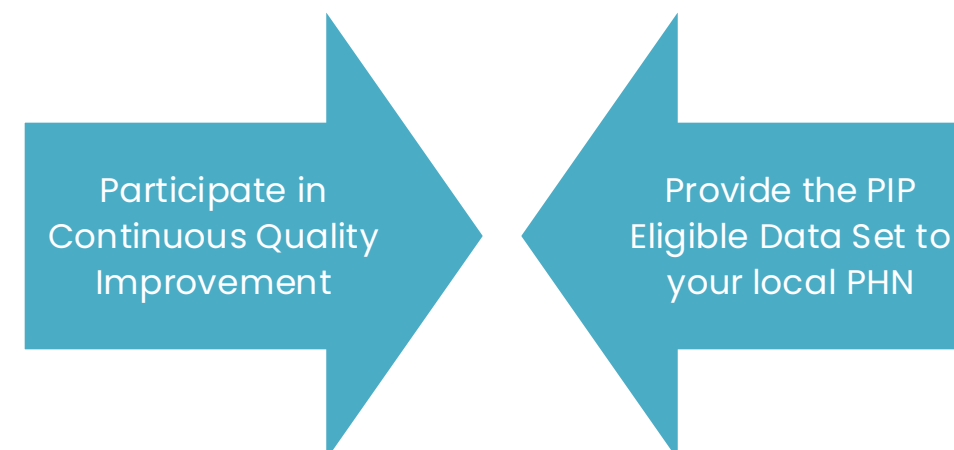 Participate in
Continuous Quality
Improvement
Provide the PIP
Eligible Data Set to
your local PHN